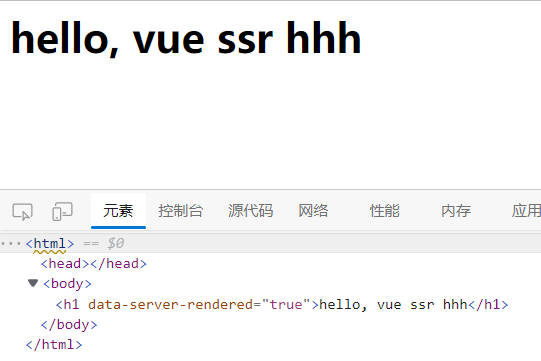 hello, vue ssr hhh
元素 控制台 源代码 网络 性能 内存 应用
··· <html> == $0
<head></head>
▼ <body>
<h1 data-server-rendered="true">hello, vue ssr hhh</h1>
</body>
</html>